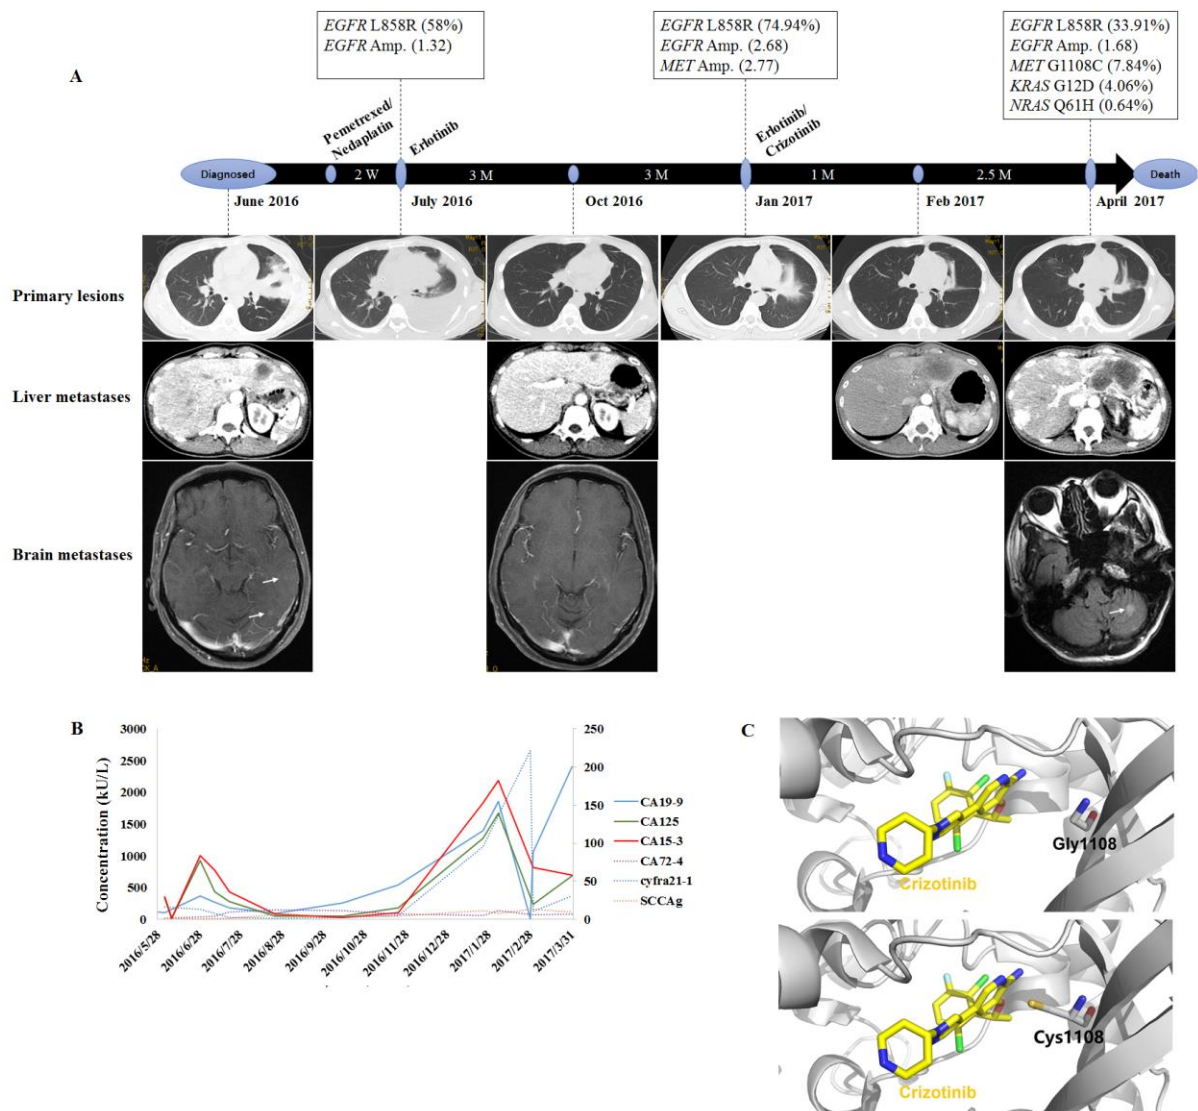 EGFR L858R (58%)
EGFR Amp. (1.32)
EGFR L858R (74.94%)
EGFR Amp. (2.68)
MET Amp. (2.77)
EGFR L858R (33.91%)
EGFR Amp. (1.68)
MET G1108C (7.84%)
KRAS G12D (4.06%)
NRAS Q61H (0.64%)
A
Pemetrexed/
Nedaplatin
Erlotinib
Erlotinib/
Crizotinib
Diagnosed
2 W
3 M
3 M
1 M
2.5 M
Death
June 2016
July 2016
Oct 2016
Jan 2017
Feb 2017
April 2017
Primary lesions
Liver metastases
Brain metastases
B
Concentration (kU/L)
3000
2500
2000
1500
1000
500
0
250
200
150
100
50
0
2016/5/28
2016/6/28
2016/7/28
2016/8/28
2016/9/28
2016/10/28
2016/11/28
2016/12/28
2017/1/28
2017/2/28
2017/3/31
CA19-9
CA125
CA15-3
CA72-4
cyfra21-1
SCCAg
C
Gly1108
Crizotinib
Cys1108
Crizotinib